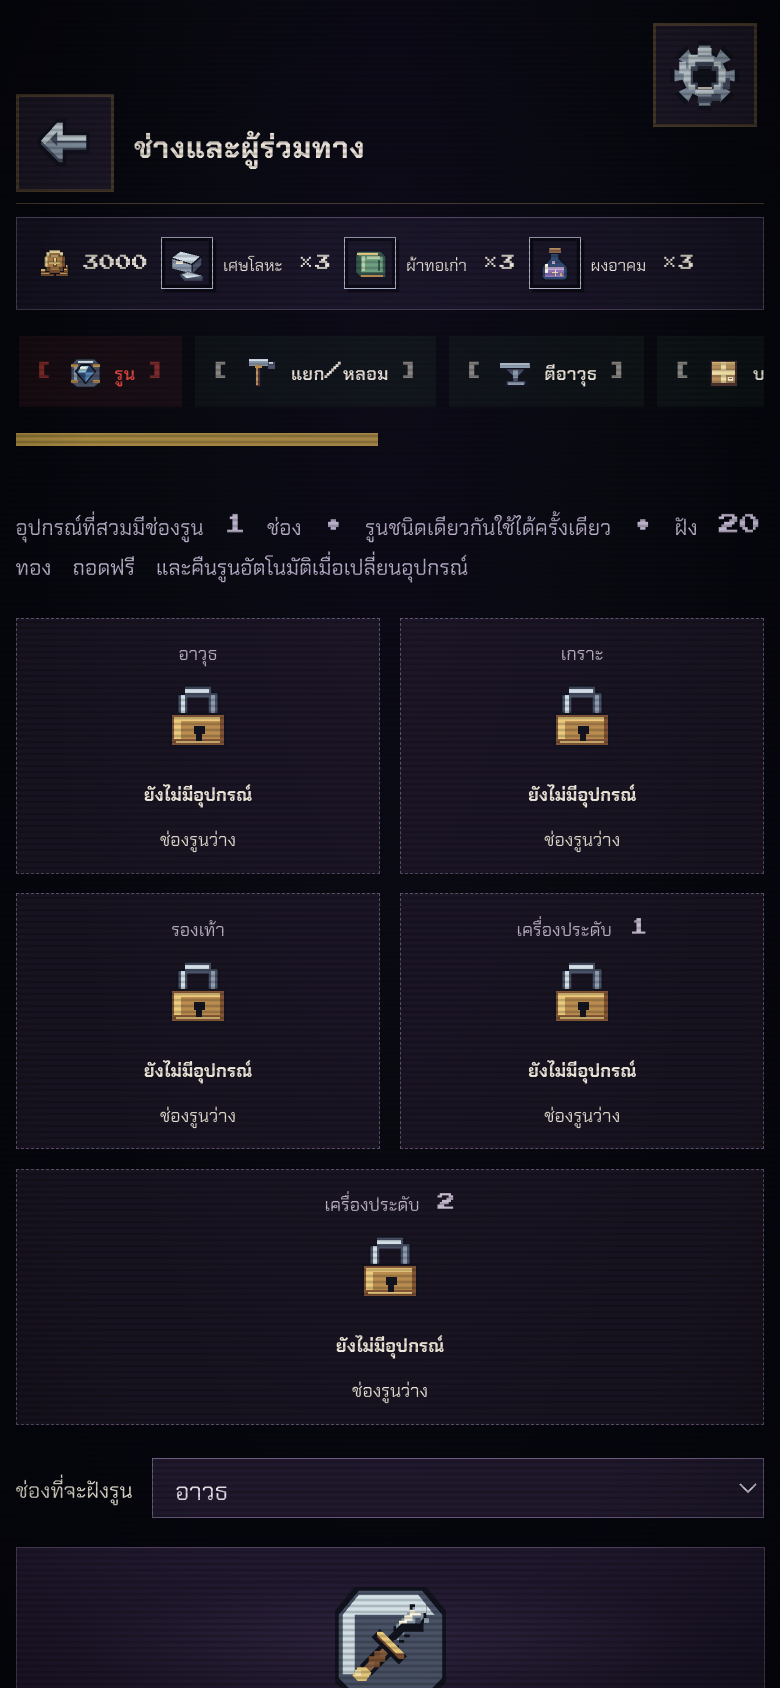 ช่างและผู้ร่วมทาง
3000 เศษโลหะ ×3 ผ้าทอเก่า ×3 ผงอาคม ×3
[ รูน ] [ แยก/หลอม ] [ ตีอาวุธ ] [ บ
อุปกรณ์ที่สวมมีช่องรูน 1 ช่อง • รูนชนิดเดียวกันใช้ได้ครั้งเดียว • ฝัง 20
ทอง ถอดฟรี และคืนรูนอัตโนมัติเมื่อเปลี่ยนอุปกรณ์
อาวุธ
ยังไม่มีอุปกรณ์
ช่องรูนว่าง
เกราะ
ยังไม่มีอุปกรณ์
ช่องรูนว่าง
รองเท้า
ยังไม่มีอุปกรณ์
ช่องรูนว่าง
เครื่องประดับ 1
ยังไม่มีอุปกรณ์
ช่องรูนว่าง
เครื่องประดับ 2
ยังไม่มีอุปกรณ์
ช่องรูนว่าง
ช่องที่จะฝังรูน อาวธ